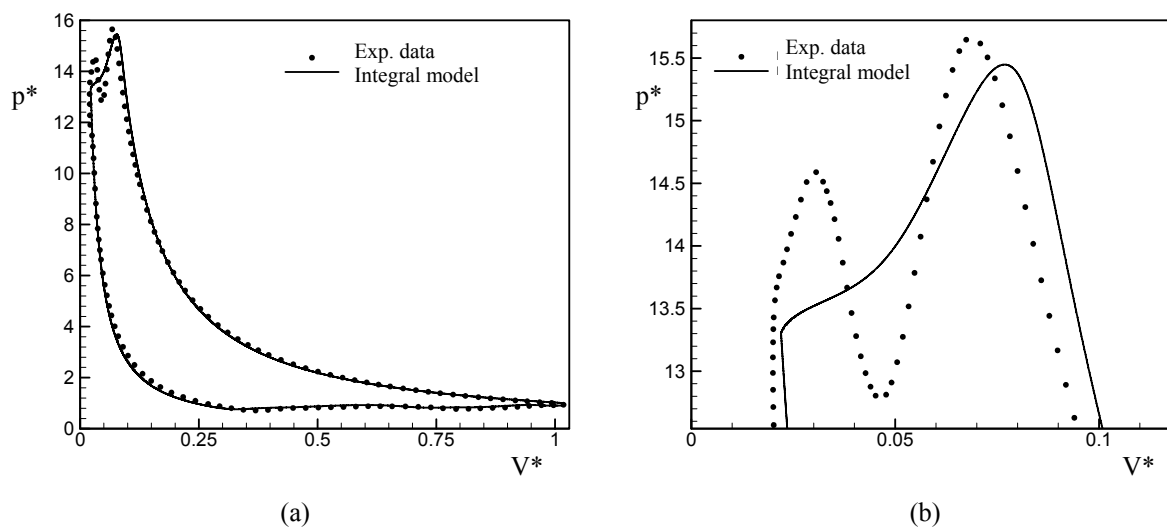 16
14
p*
12
10
8
6
4
2
0
0
0.25
0.5
0.75
1
V*
Exp. data
Integral model
(a)
15.5
p*
15
14.5
14
13.5
13
0
0.05
0.1
V*
Exp. data
Integral model
(b)